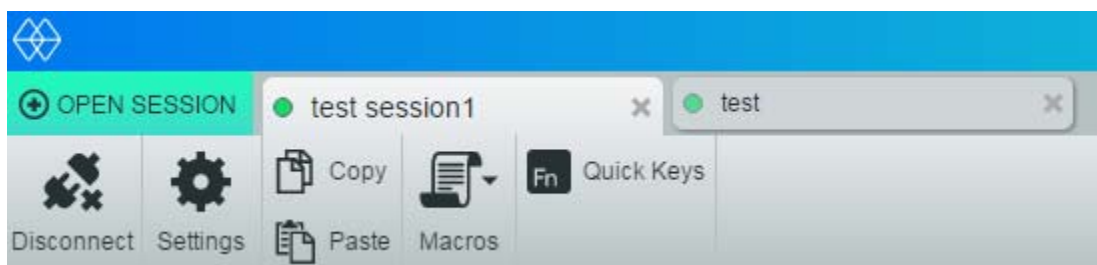 OPEN SESSION test session1 test
Copy Fn Quick Keys
Disconnect Settings Paste Macros